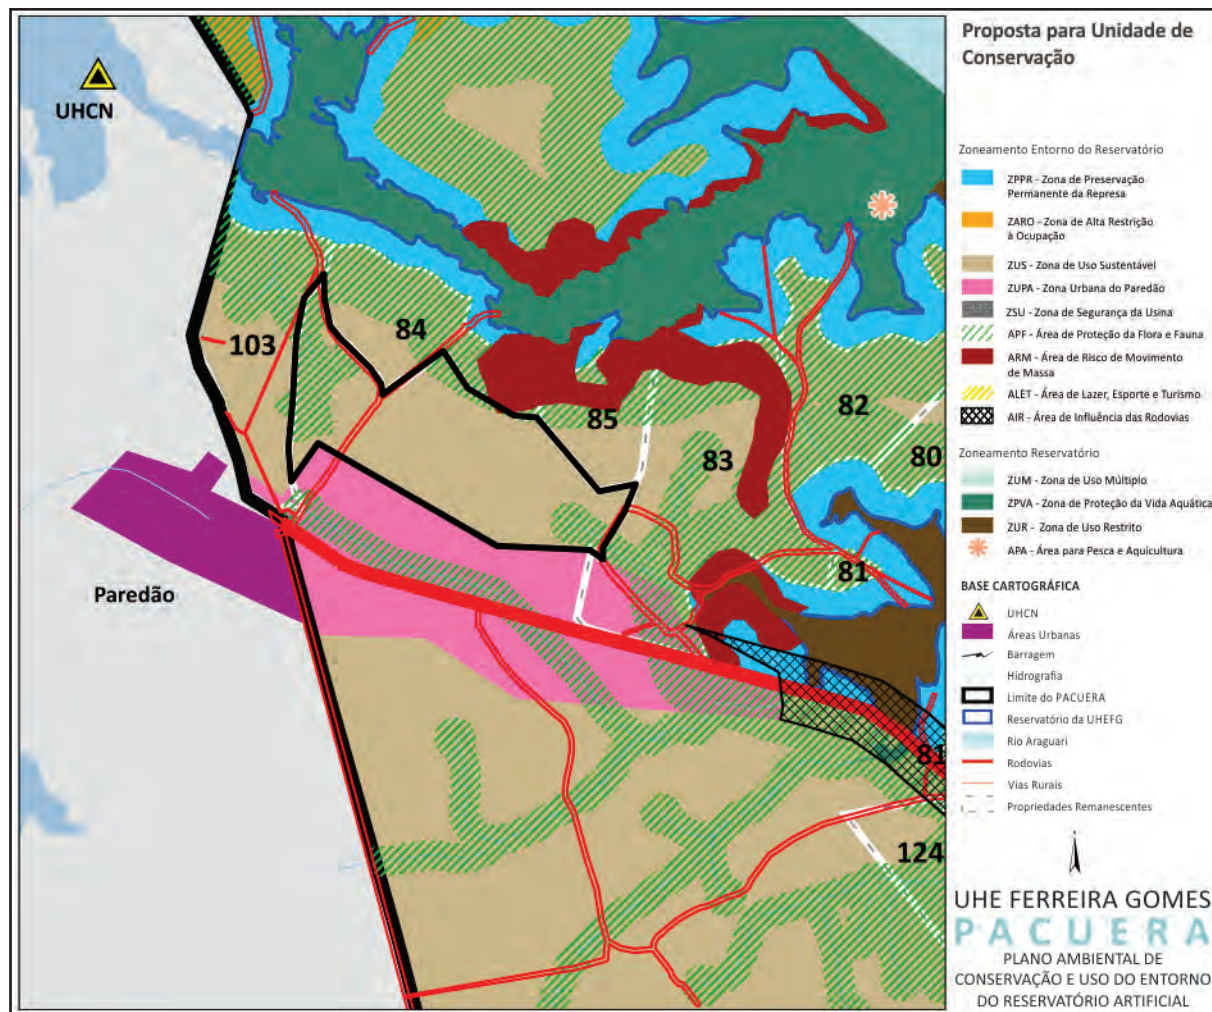 Proposta para Unidade de
Conservação
UHCN
Zoneamento Entorno do Reservatório
ZPPR - Zona de Preservação
Permanente da Represa
ZARO - Zona de Alta Restrição
à Ocupação
ZUS - Zona de Uso Sustentável
ZUPA - Zona Urbana do Paredão
ZSU - Zona de Segurança da Usina
APF - Área de Proteção da Flora e Fauna
ARM - Área de Risco de Movimento
de Massa
ALET - Área de Lazer, Esporte e Turismo
AIR - Área de Influência das Rodovias
Zoneamento Reservatório
ZUM - Zona de Uso Múltiplo
ZPVA - Zona de Proteção da Vida Aquática
ZUR - Zona de Uso Restrito
APA - Área para Pesca e Aquicultura
BASE CARTOGRÁFICA
UHCN
Áreas Urbanas
Barragem
Hidrografia
Limite do PACUERA
Reservatório da UHEFG
Rio Araguari
Rodovias
Vias Rurais
Propriedades Remanescentes
84
103
82
85
83
80
81
Paredão
81
124
UHE FERREIRA GOMES
PACUERA
PLANO AMBIENTAL DE
CONSERVAÇÃO E USO DO ENTORNO
DO RESERVATÓRIO ARTIFICIAL